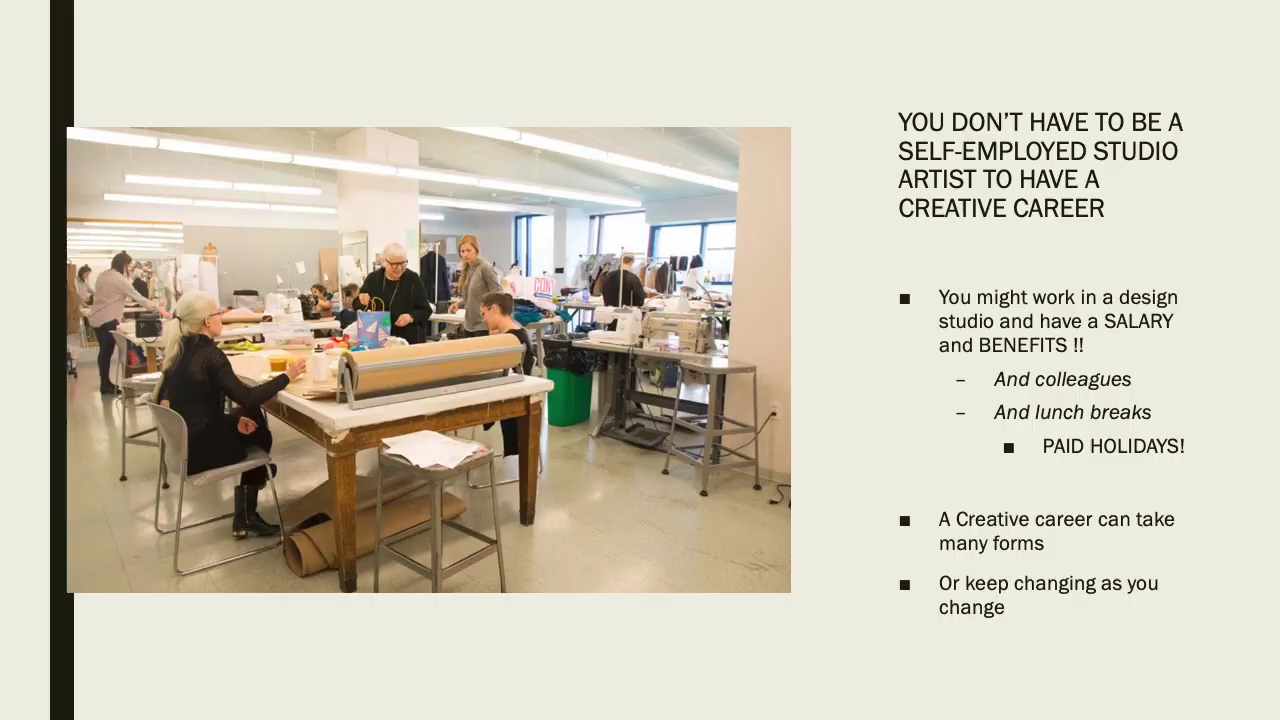 YOU DON’T HAVE TO BE A
SELF-EMPLOYED STUDIO
ARTIST TO HAVE A
CREATIVE CAREER
■ You might work in a design
studio and have a SALARY
and BENEFITS !!
– And colleagues
– And lunch breaks
■ PAID HOLIDAYS!
■ A Creative career can take
many forms
■ Or keep changing as you
change
CON